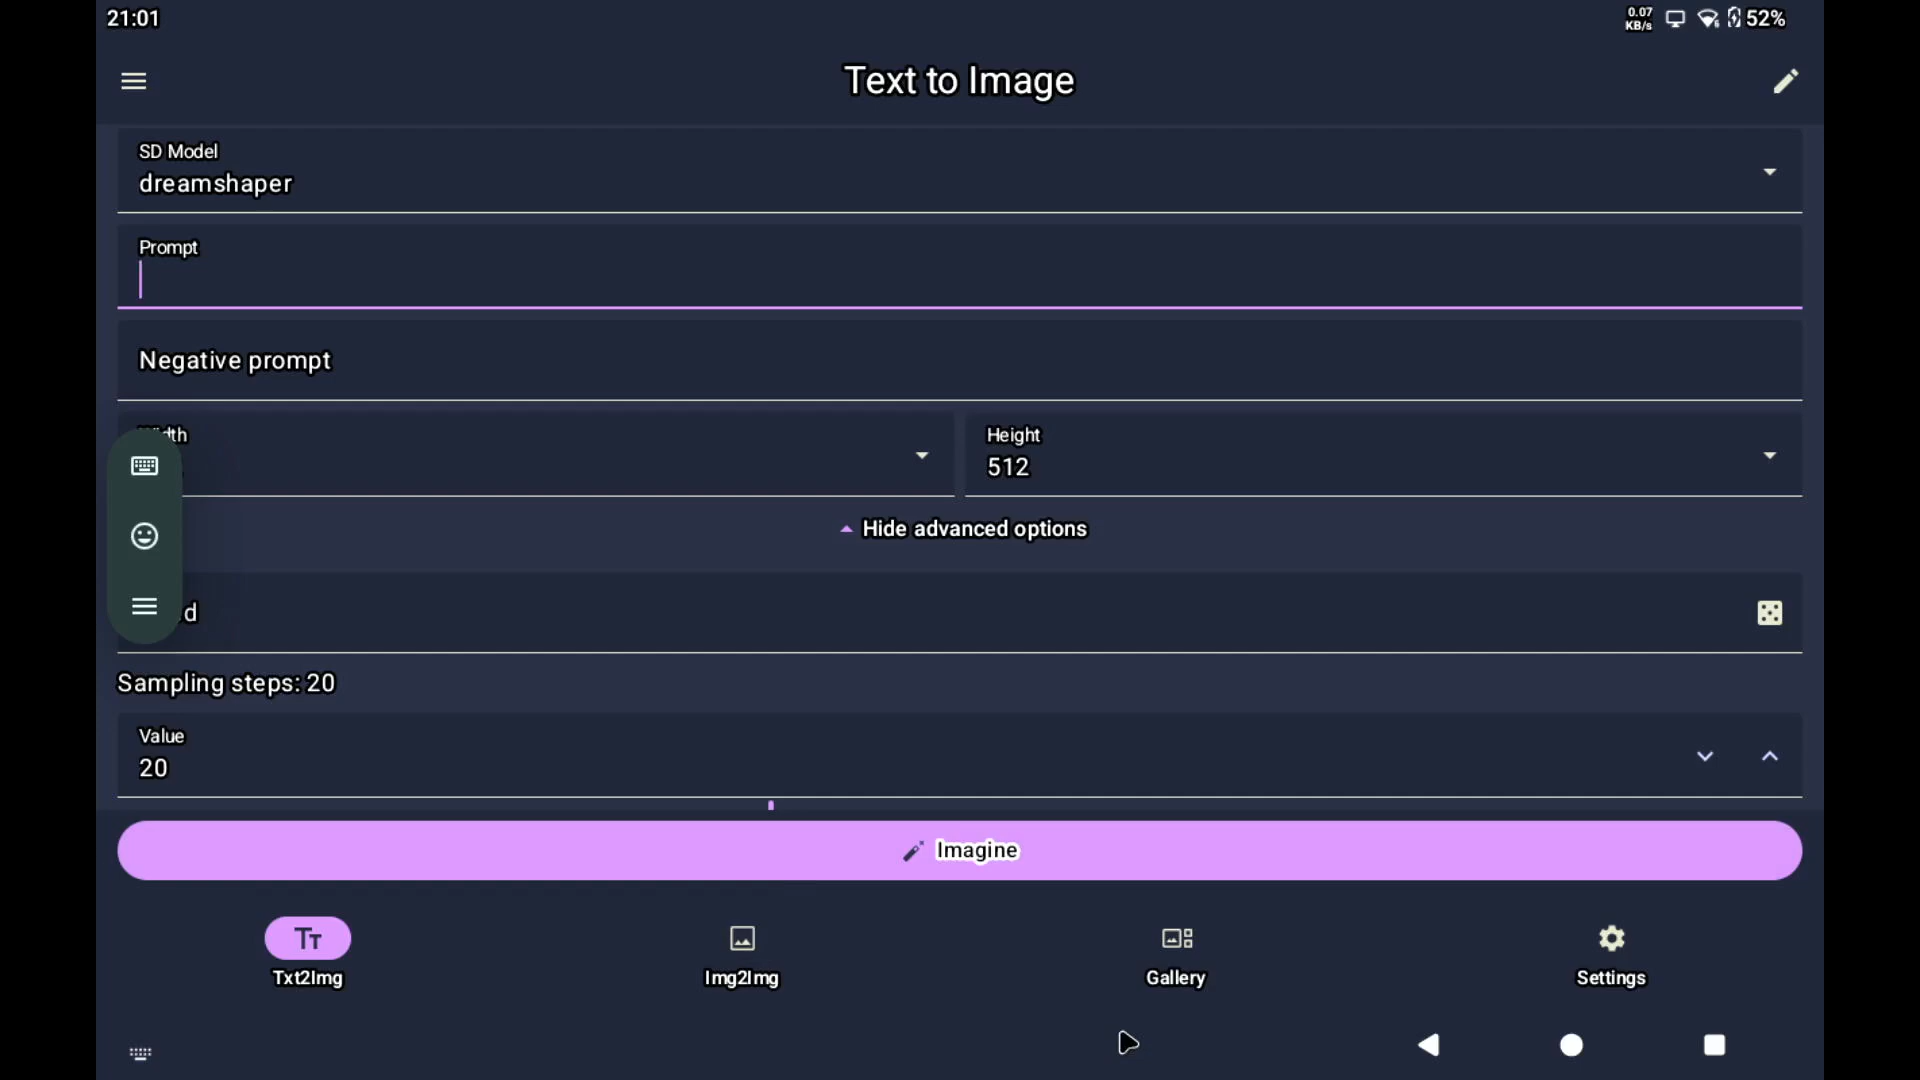 21:01
0.07
KB/s
52%
Text to Image
SD Model
dreamshaper
Prompt
Negative prompt
Height
512
Hide advanced options
Sampling steps: 20
Value
20
Imagine
Txt2Img
Img2Img
Gallery
Settings